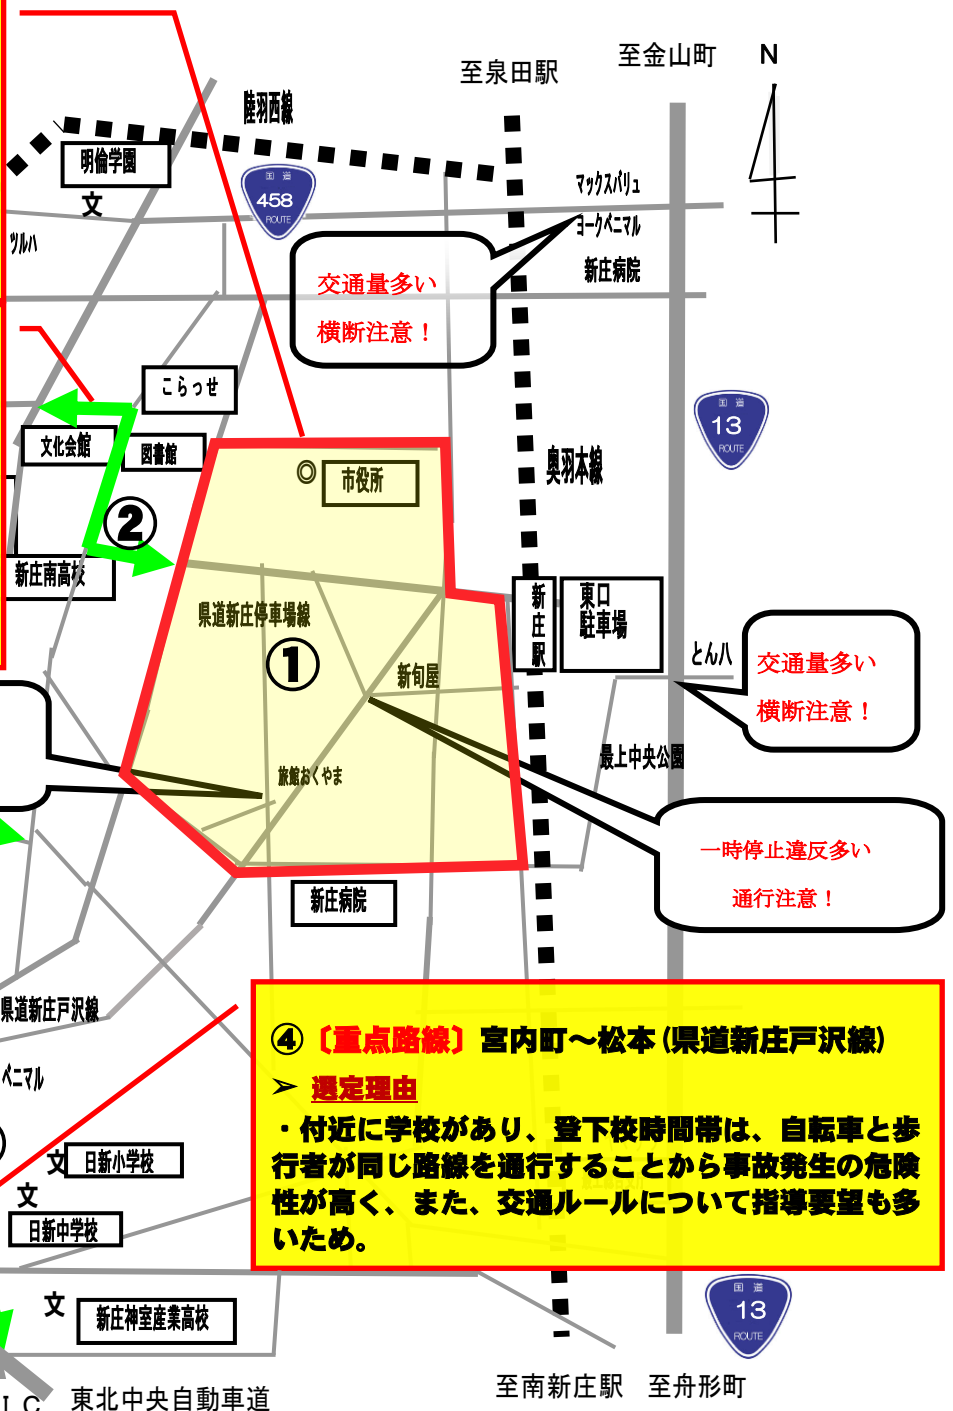 至金山町
N
至泉田駅
陸羽西線
明倫学園
文
国道
458
ROUTE
マックスバリュ
ヨークベニマル
新庄病院
ツルハ
交通量多い
横断注意！
こらっせ
国道
13
ROUTE
文化会館
図書館
◎
市役所
奥羽本線
②
新庄南高校
県道新庄停車場線
新庄駅
東口
駐車場
①
新旬屋
とん八
交通量多い
横断注意！
最上中央公園
旅館おくやま
一時停止違反多い
通行注意！
新庄病院
県道新庄戸沢線
ベニマル
④〔重点路線〕宮内町～松本(県道新庄戸沢線)
➢ 選定理由
・付近に学校があり、登下校時間帯は、自転車と歩
行者が同じ路線を通行することから事故発生の危険
性が高く、また、交通ルールについて指導要望も多
いため。
文
日新小学校
文
日新中学校
文
新庄神室産業高校
国道
13
ROUTE
至南新庄駅
至舟形町
ＩＣ
東北中央自動車道